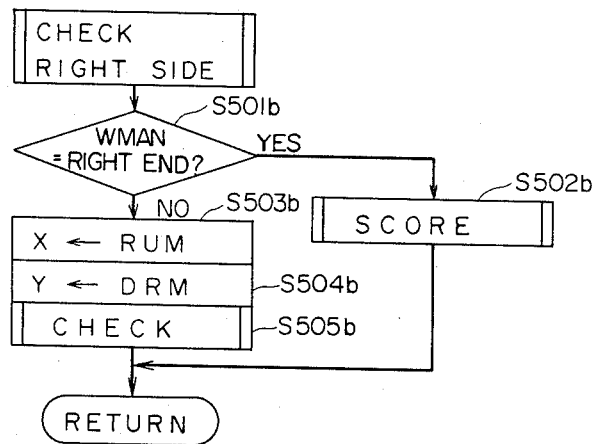 CHECK
RIGHT SIDE
S501b
WMAN
=RIGHT END?
YES
S502b
SCORE
NO
S503b
X ← RUM
Y ← DRM
S504b
CHECK
S505b
RETURN